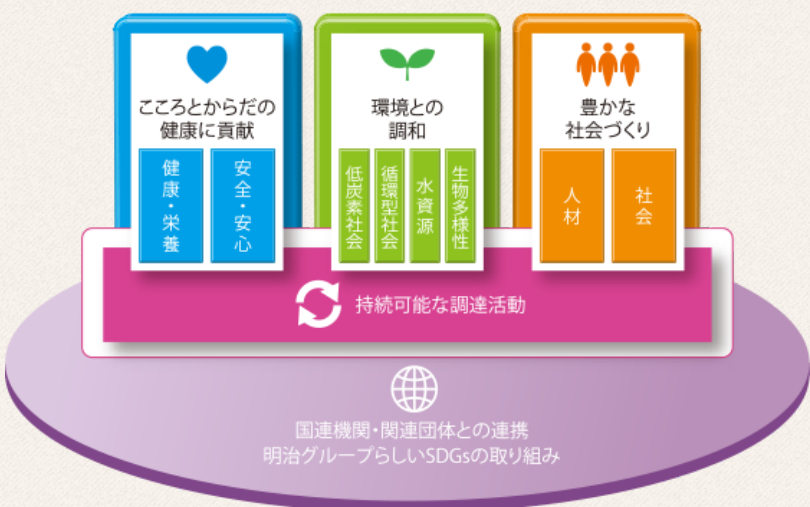 こころとからだの
健康に貢献
健康・栄養
安全・安心
環境との
調和
低炭素社会
循環型社会
水資源
生物多様性
豊かな
社会づくり
人材
社会
持続可能な調達活動
国連機関・関連団体との連携
明治グループらしいSDGsの取り組み